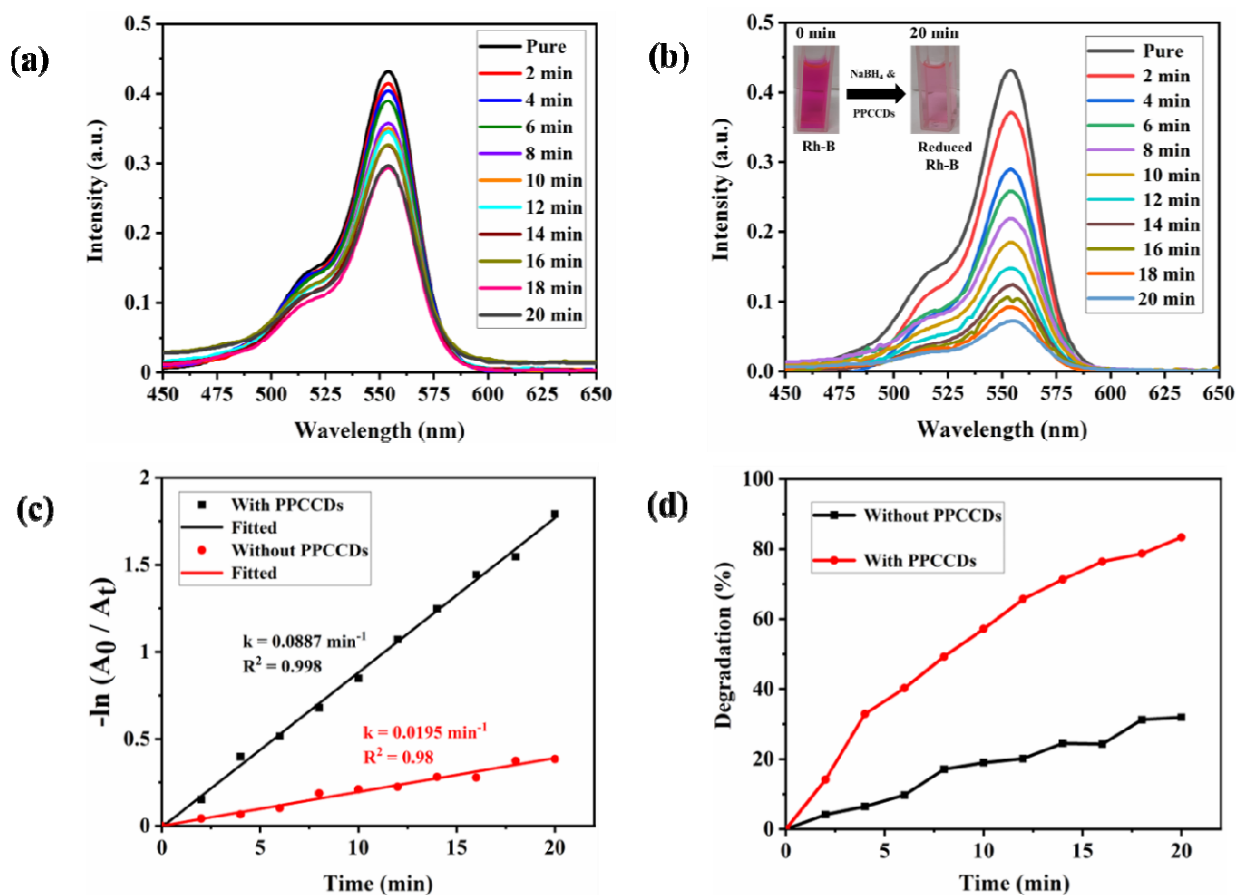 (a)
Intensity (a.u.)
0.5
0.4
0.3
0.2
0.1
0.0
Pure
2 min
4 min
6 min
8 min
10 min
12 min
14 min
16 min
18 min
20 min
450 475 500 525 550 575 600 625 650
Wavelength (nm)
(b)
Intensity (a.u.)
0.5
0.4
0.3
0.2
0.1
0.0
0 min
20 min
NaBH₄ &
PPCCDs
Rh-B
Reduced
Rh-B
Pure
2 min
4 min
6 min
8 min
10 min
12 min
14 min
16 min
18 min
20 min
450 475 500 525 550 575 600 625 650
Wavelength (nm)
(c)
-ln (A₀ / Aₜ)
2
1.5
1
0.5
0
With PPCCDs
Fitted
Without PPCCDs
Fitted
k = 0.0887 min⁻¹
R² = 0.998
k = 0.0195 min⁻¹
R² = 0.98
0 5 10 15 20
Time (min)
(d)
Degradation (%)
100
80
60
40
20
0
Without PPCCDs
With PPCCDs
0 5 10 15 20
Time (min)